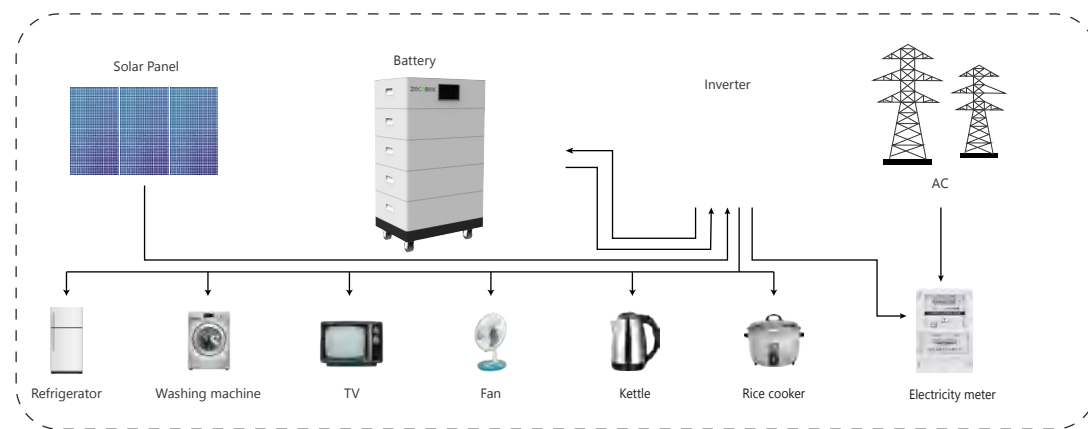 Solar Panel
Battery
Inverter
AC
Refrigerator
Washing machine
TV
Fan
Kettle
Rice cooker
Electricity meter